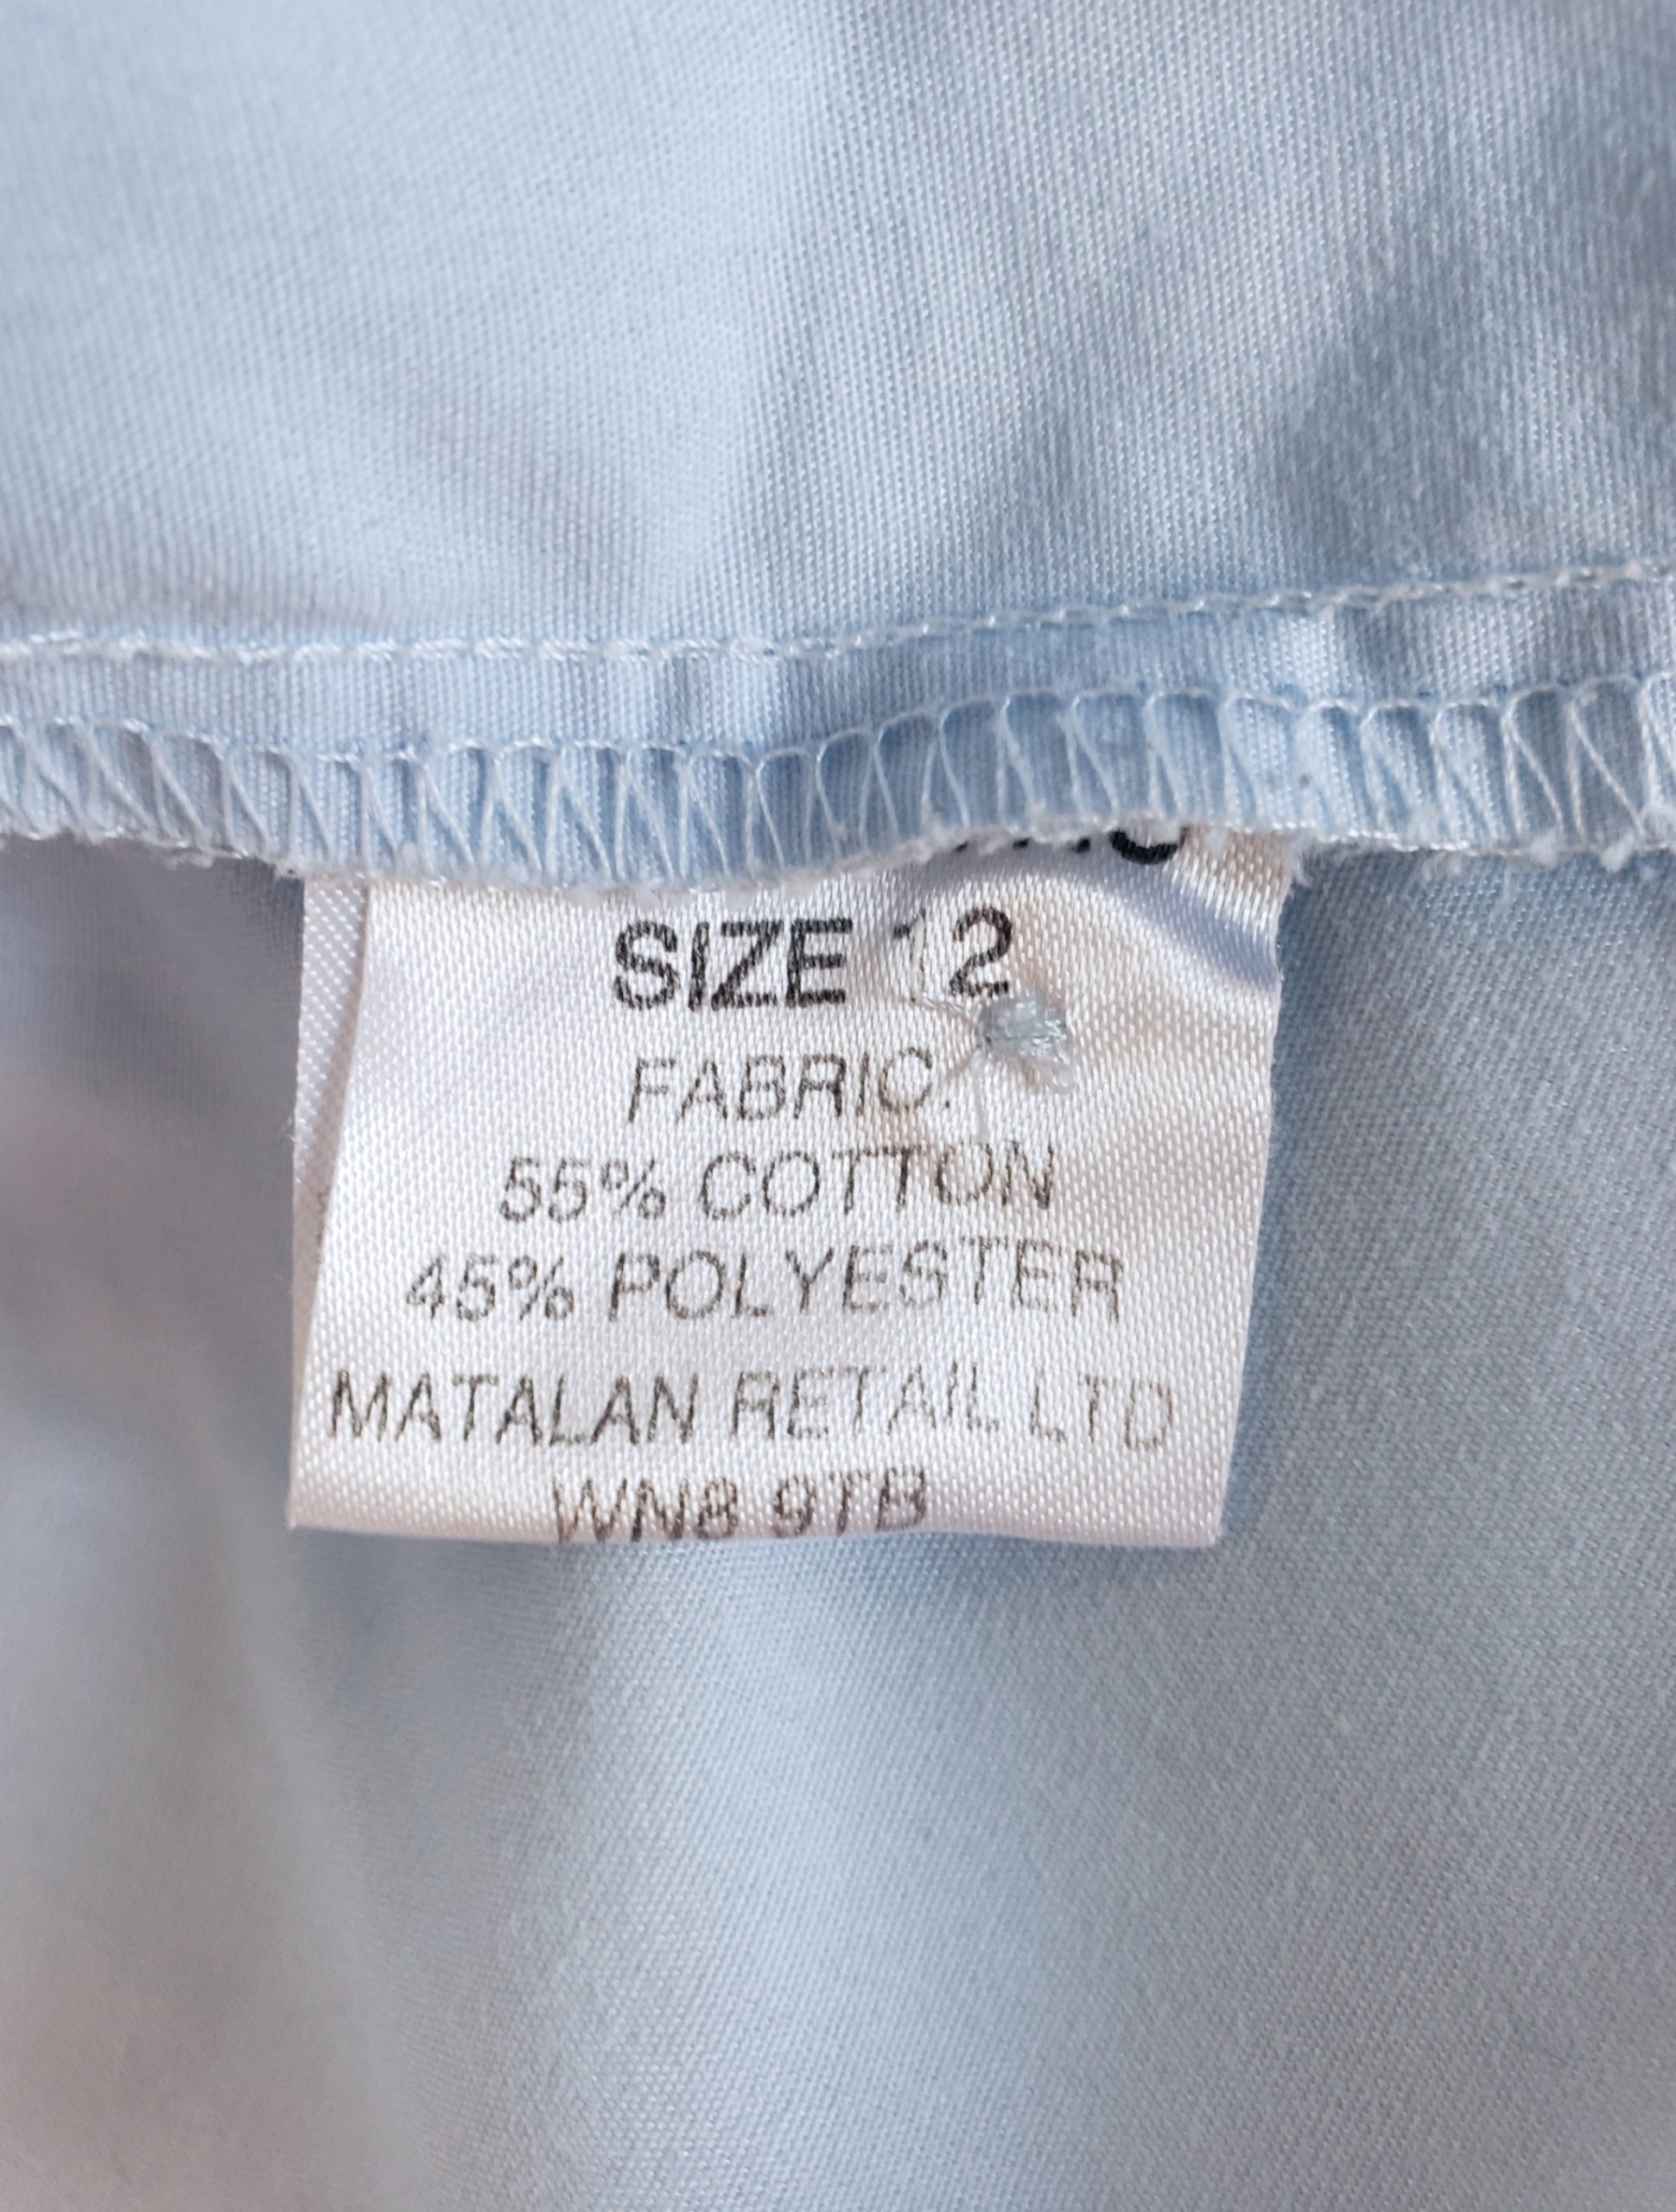 SIZE 12
FABRIC:
55% COTTON
45% POLYESTER
MATALAN RETAIL LTD
WN8 9TB